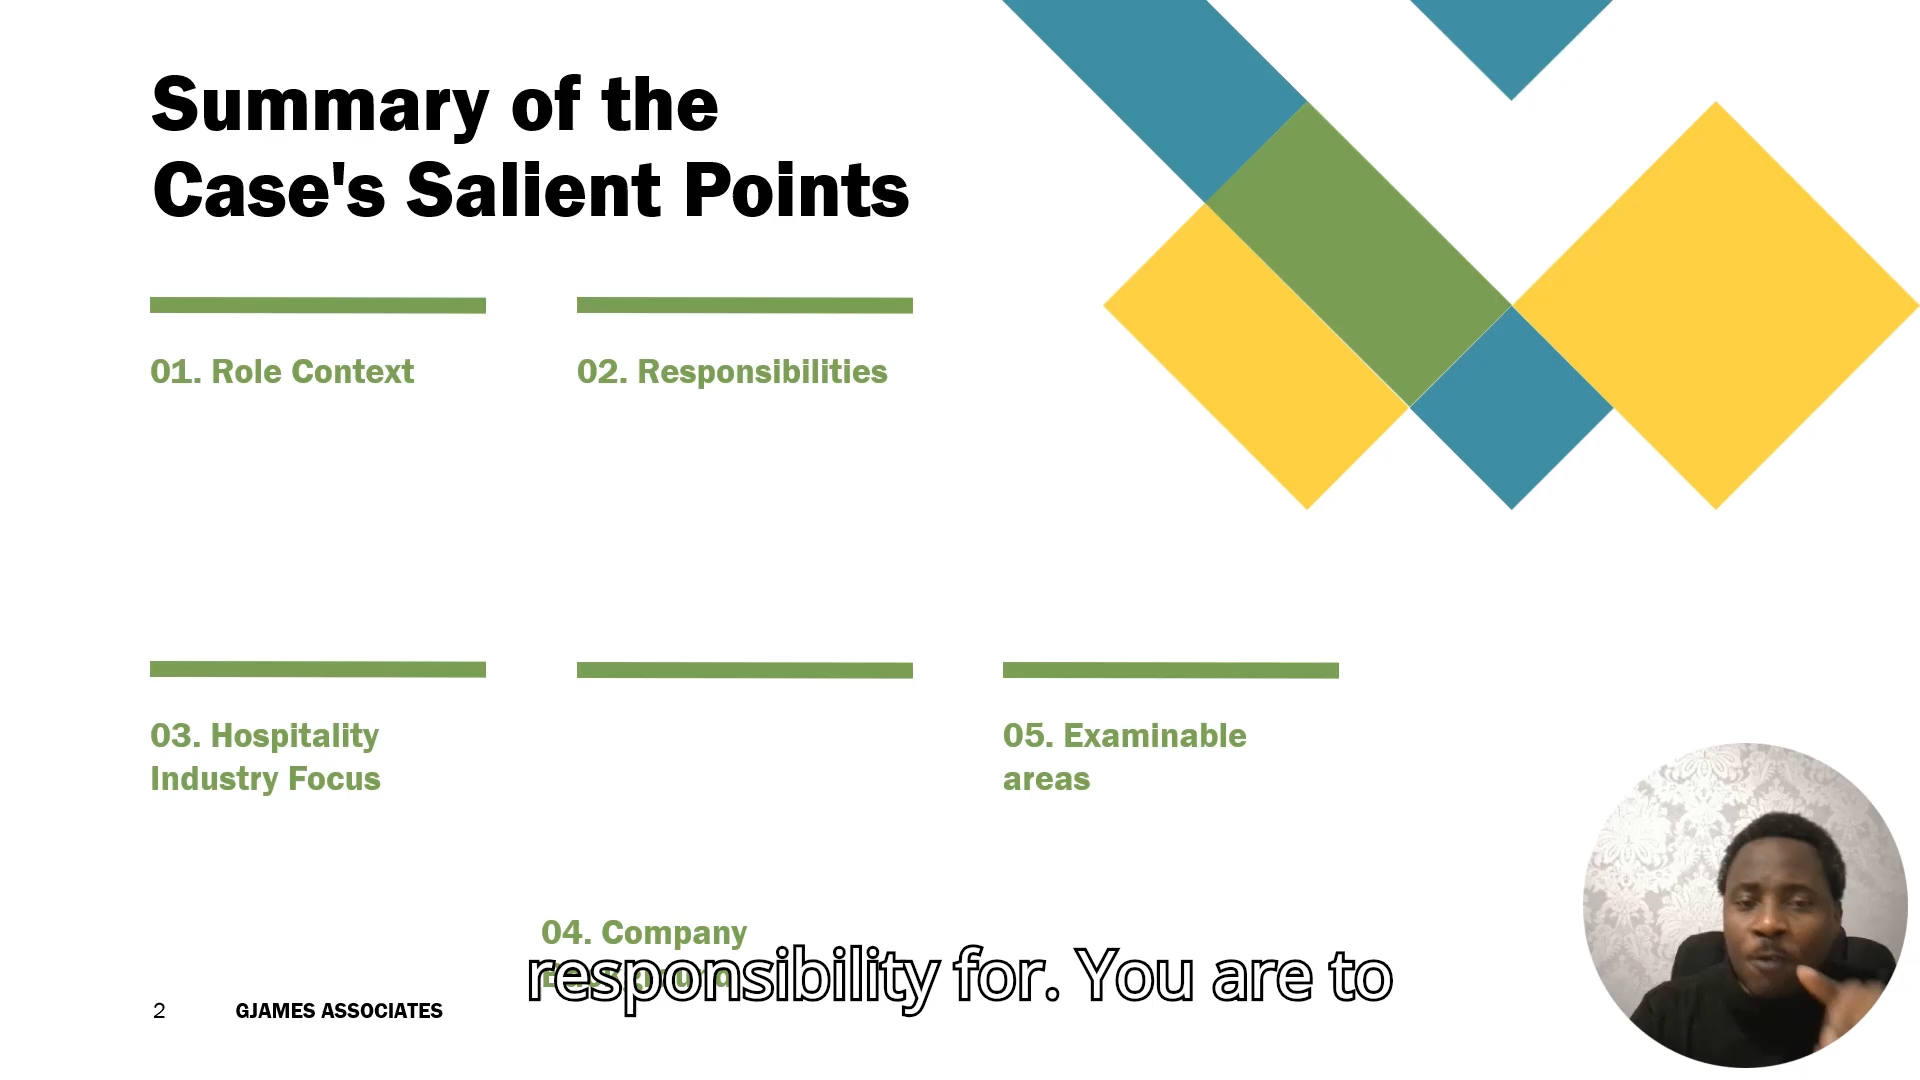 Summary of the
Case's Salient Points
01. Role Context
02. Responsibilities
03. Hospitality
Industry Focus
05. Examinable
areas
04. Company
responsibility for. You are to
2
GJAMES ASSOCIATES